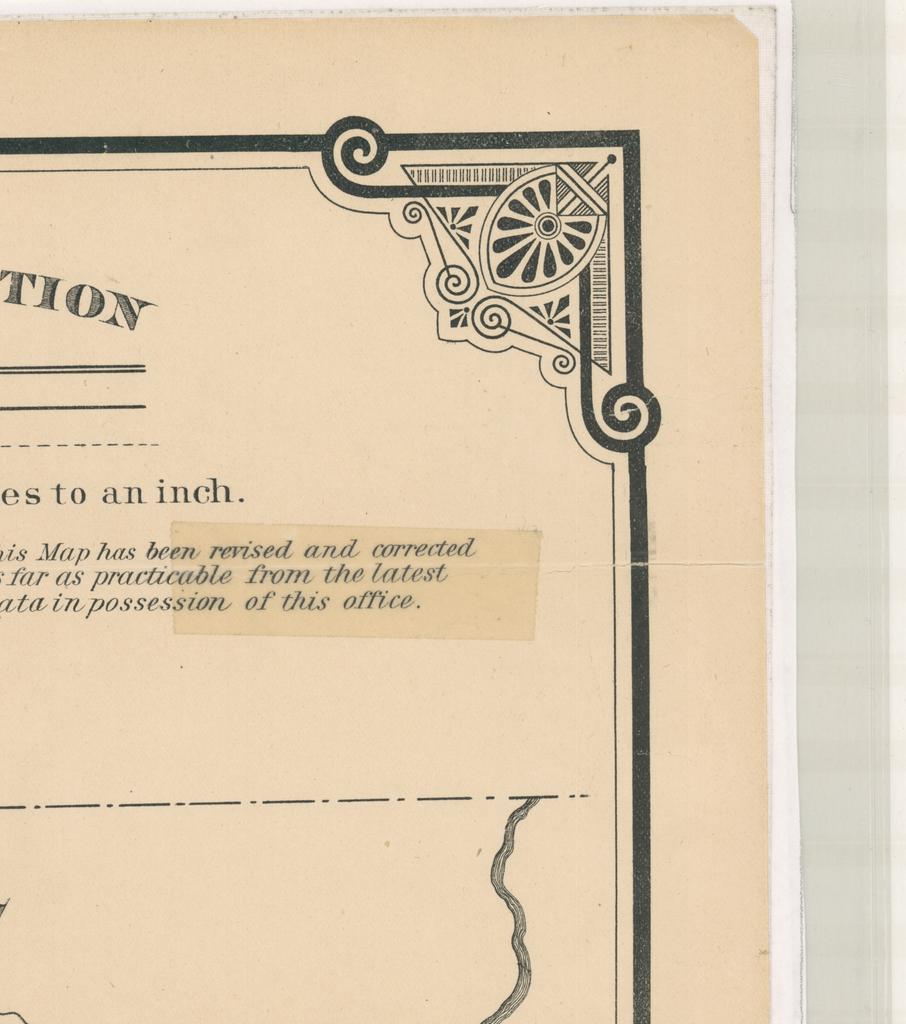 TION
es to an inch.
his Map has been revised and corrected
s far as practicable from the latest
ata in possession of this office.